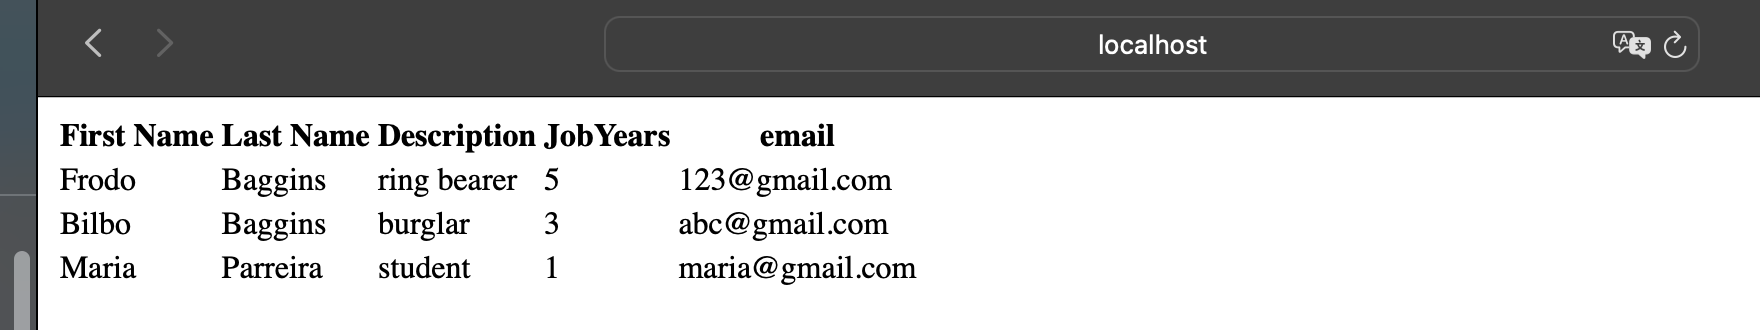 localhost
First Name Last Name Description JobYears email
Frodo Baggins ring bearer 5 123@gmail.com
Bilbo Baggins burglar 3 abc@gmail.com
Maria Parreira student 1 maria@gmail.com